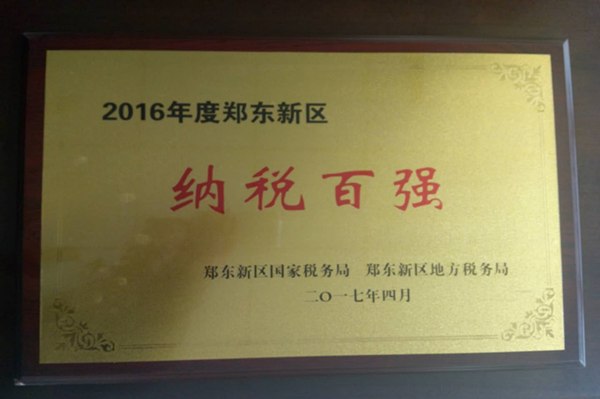 2016年度郑东新区
纳税百强
郑东新区国家税务局 郑东新区地方税务局
二〇一七年四月